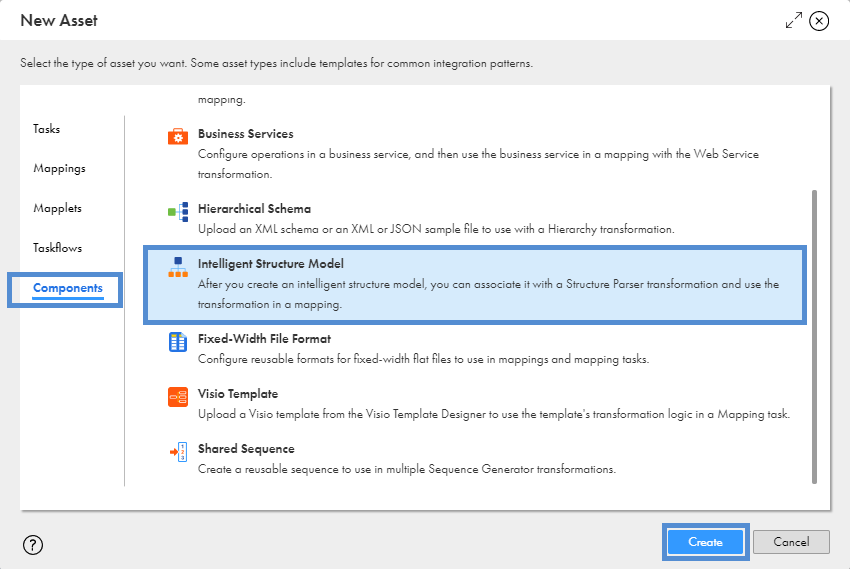 New Asset
Select the type of asset you want. Some asset types include templates for common integration patterns.
Tasks
Mappings
Mapplets
Taskflows
Components
mapping.
Business Services
Configure operations in a business service, and then use the business service in a mapping with the Web Service
transformation.
Hierarchical Schema
Upload an XML schema or an XML or JSON sample file to use with a Hierarchy transformation.
Intelligent Structure Model
After you create an intelligent structure model, you can associate it with a Structure Parser transformation and use the
transformation in a mapping.
Fixed-Width File Format
Configure reusable formats for fixed-width flat files to use in mappings and mapping tasks.
Visio Template
Upload a Visio template from the Visio Template Designer to use the template's transformation logic in a Mapping task.
Shared Sequence
Create a reusable sequence to use in multiple Sequence Generator transformations.
?
Create
Cancel